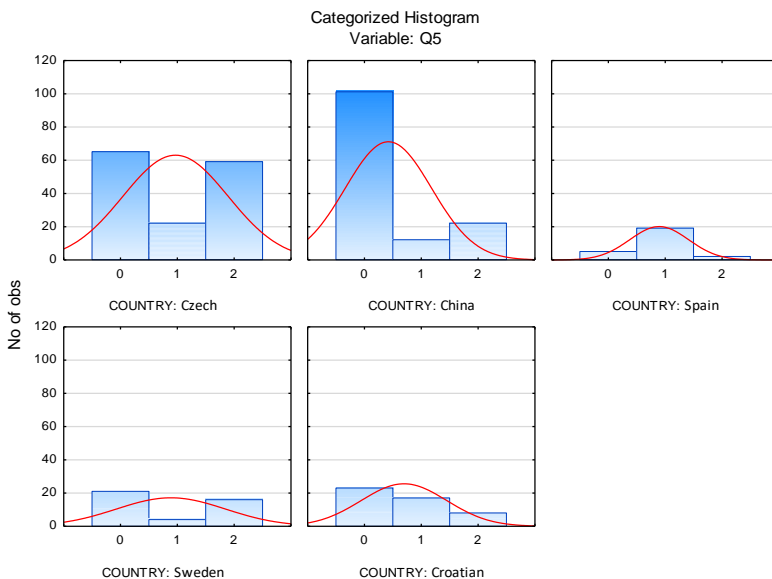 Categorized Histogram
Variable: Q5
No of obs
120
100
80
60
40
20
0
0 1 2
COUNTRY: Czech
0 1 2
COUNTRY: China
0 1 2
COUNTRY: Spain
120
100
80
60
40
20
0
0 1 2
COUNTRY: Sweden
0 1 2
COUNTRY: Croatian